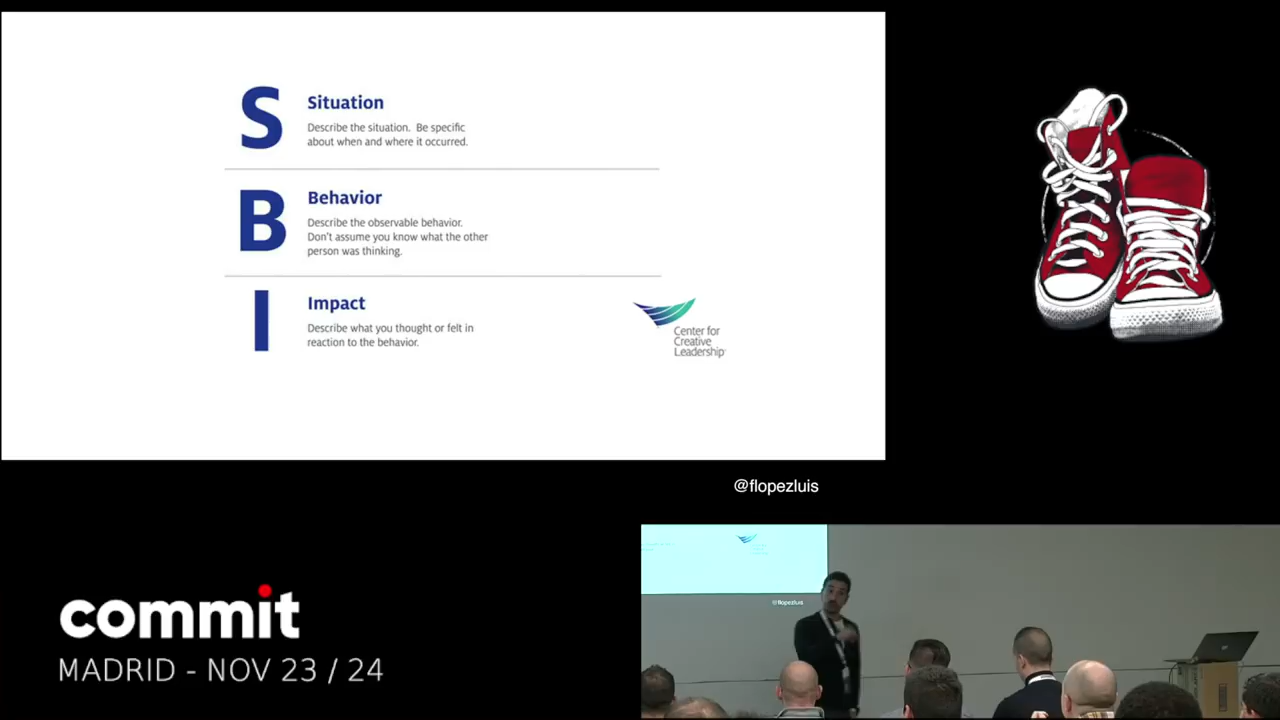 S
Situation
Describe the situation.  Be specific
about when and where it occurred.
B
Behavior
Describe the observable behavior.
Don't assume you know what the other
person was thinking.
I
Impact
Describe what you thought or felt in
reaction to the behavior.
Center for
Creative
Leadership
@flopezluis
@flopezluis
commit
MADRID - NOV 23 / 24